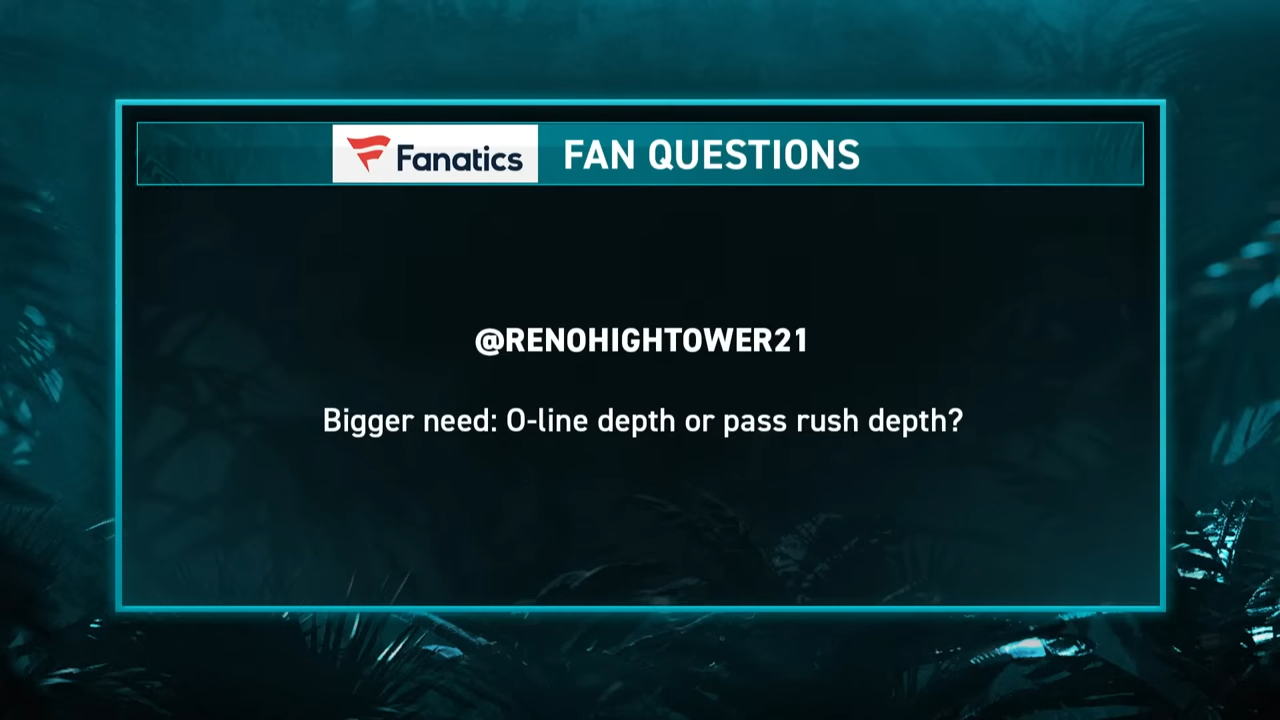 Fanatics FAN QUESTIONS
@RENOHIGHTOWER21
Bigger need: O-line depth or pass rush depth?